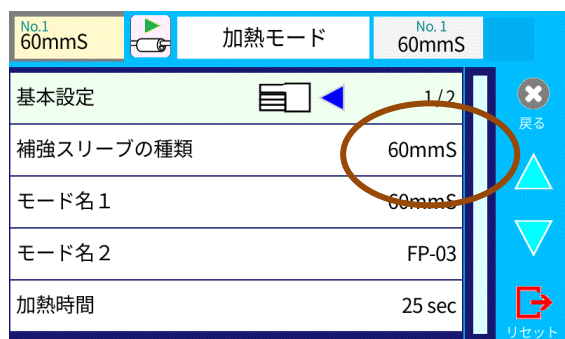 No.1
60mmS
加熱モード
No.1
60mmS
基本設定
1/2
戻る
補強スリーブの種類
60mmS
モード名１
60mmS
モード名２
FP-03
加熱時間
25 sec
リセット